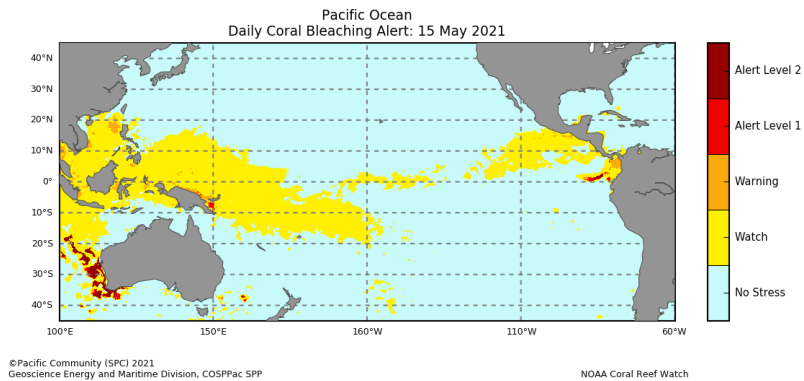 Pacific Ocean
Daily Coral Bleaching Alert: 15 May 2021
40°N
30°N
20°N
10°N
0°
10°S
20°S
30°S
40°S
100°E
150°E
160°W
110°W
60°W
Alert Level 2
Alert Level 1
Warning
Watch
No Stress
©Pacific Community (SPC) 2021
Geoscience Energy and Maritime Division, COSPPac SPP
NOAA Coral Reef Watch